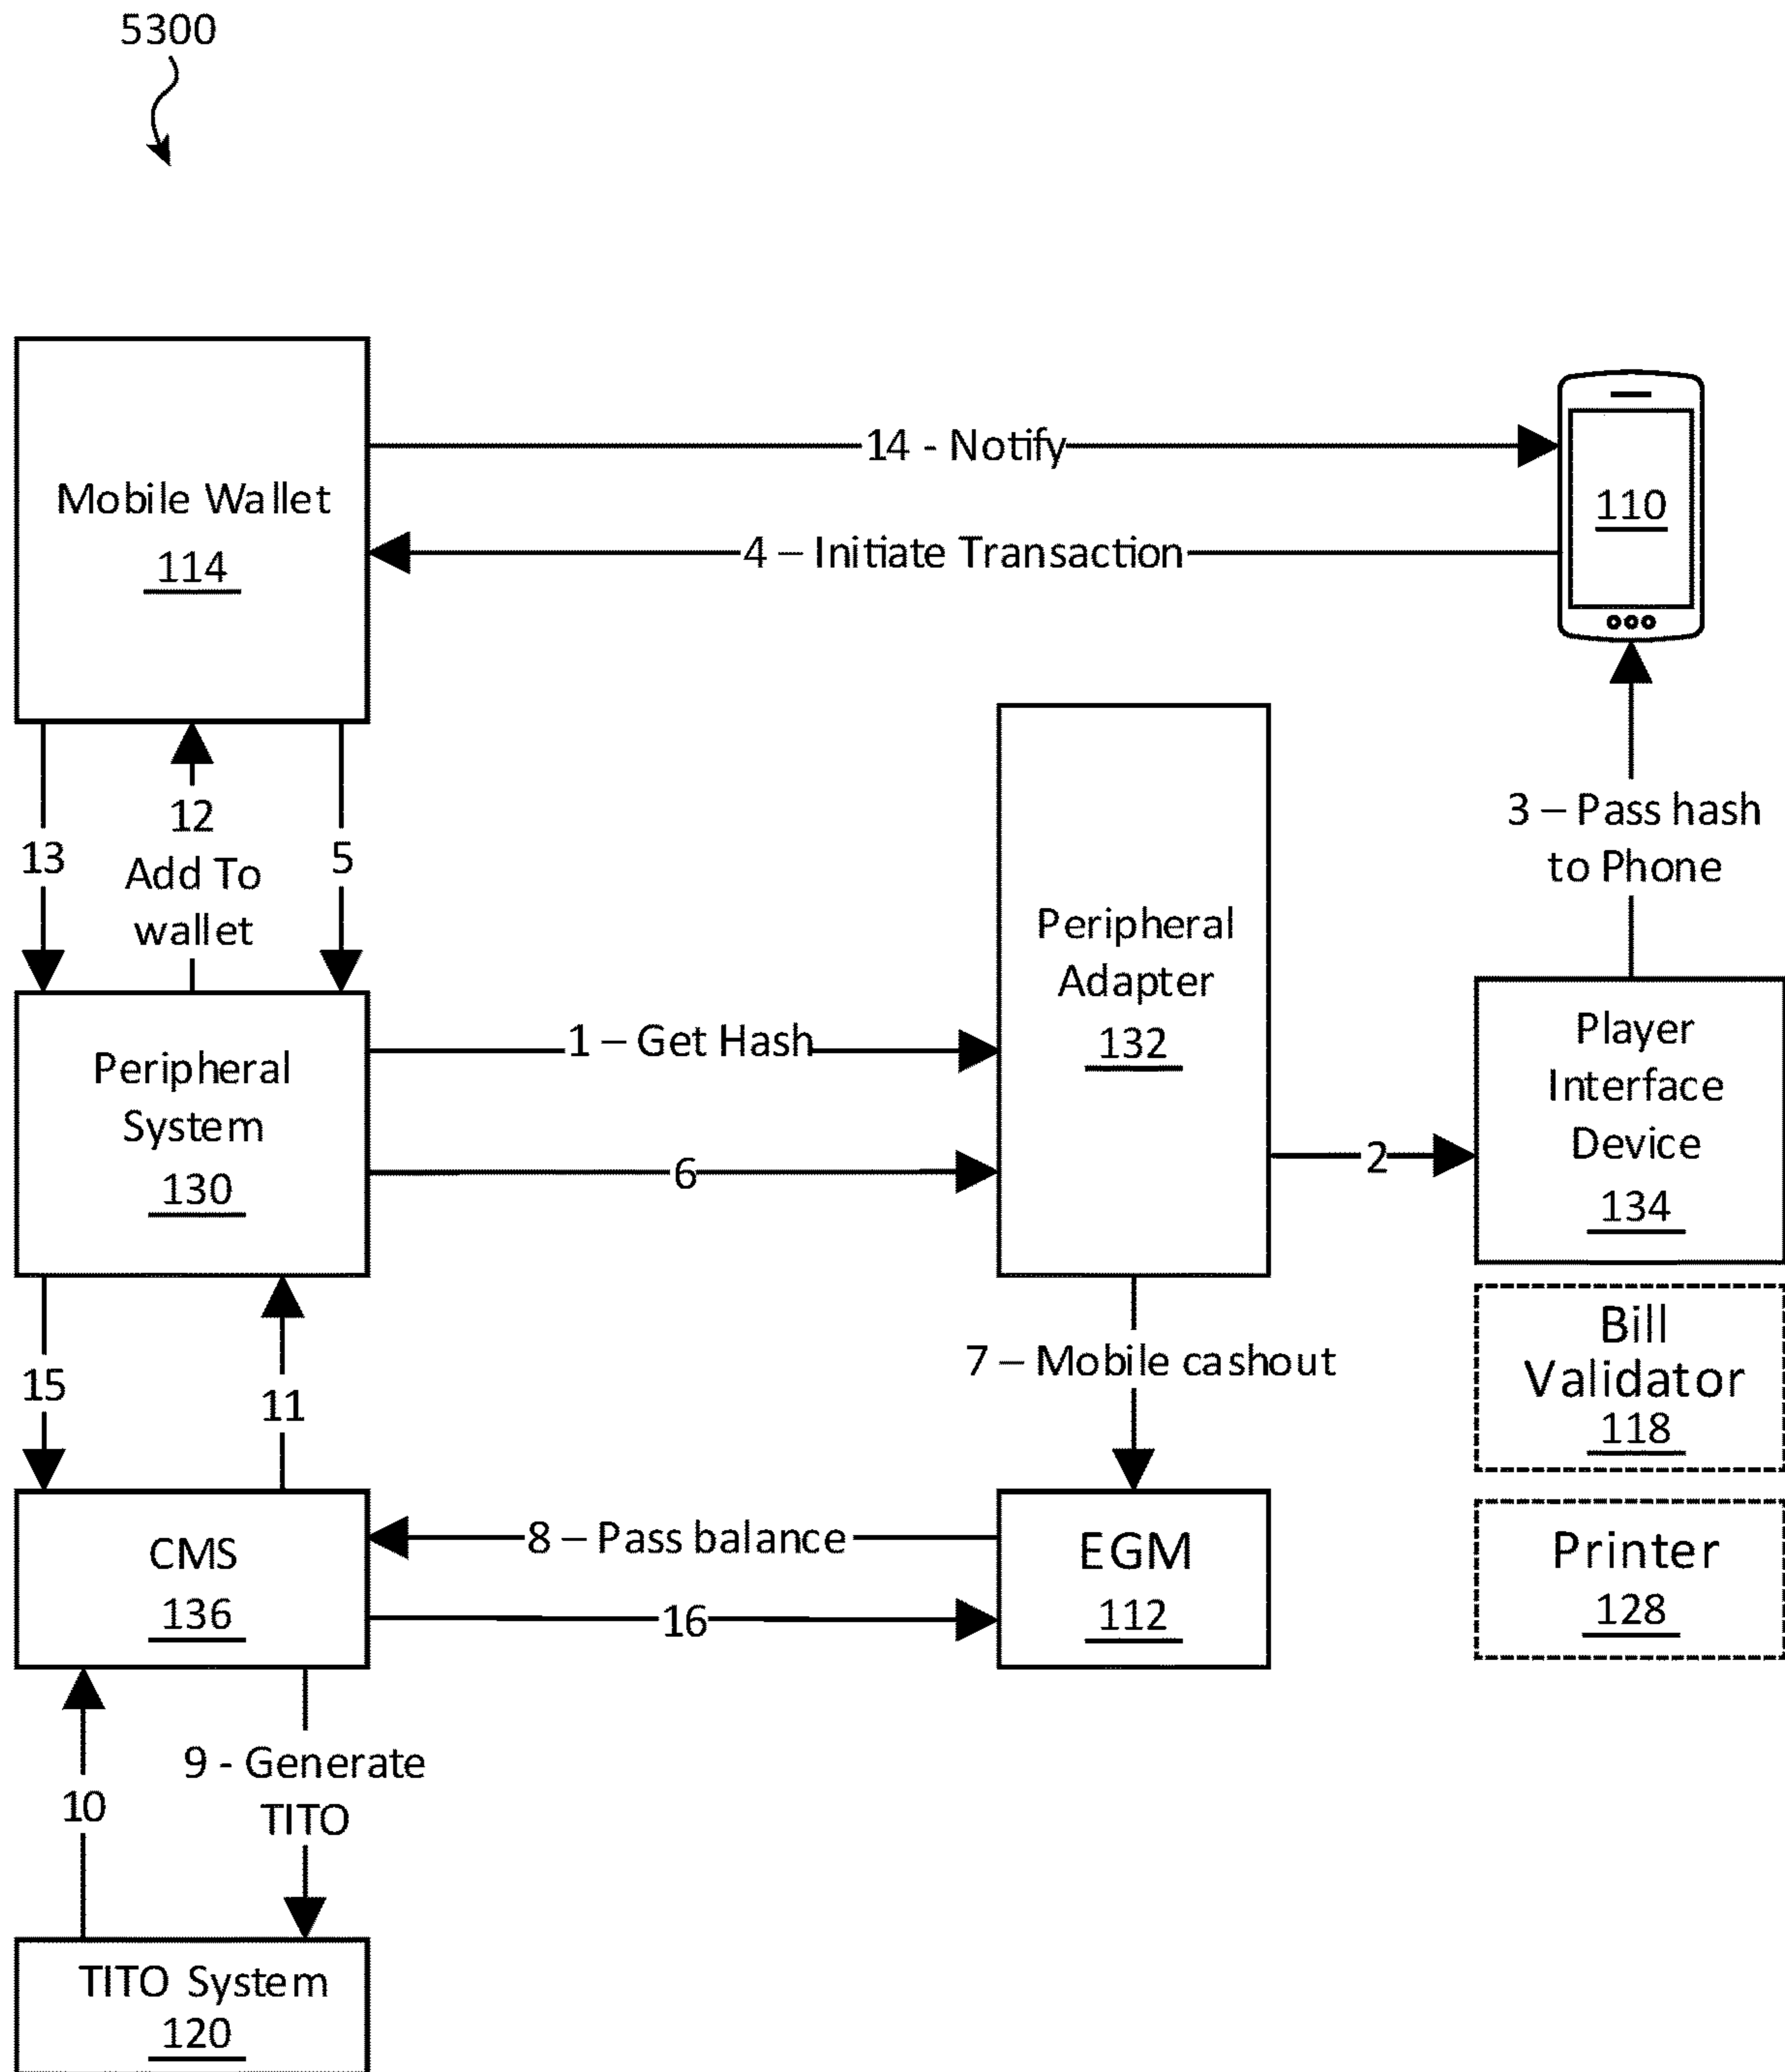 5300
Mobile Wallet
114
14 - Notify
4 – Initiate Transaction
110
13
12
Add To
wallet
5
3 – Pass hash
to Phone
Peripheral
System
130
1 – Get Hash
6
Peripheral
Adapter
132
2
Player
Interface
Device
134
15
11
7 – Mobile cashout
Bill
Validator
118
CMS
136
8 – Pass balance
16
EGM
112
Printer
128
10
9 - Generate
TITO
TITO System
120